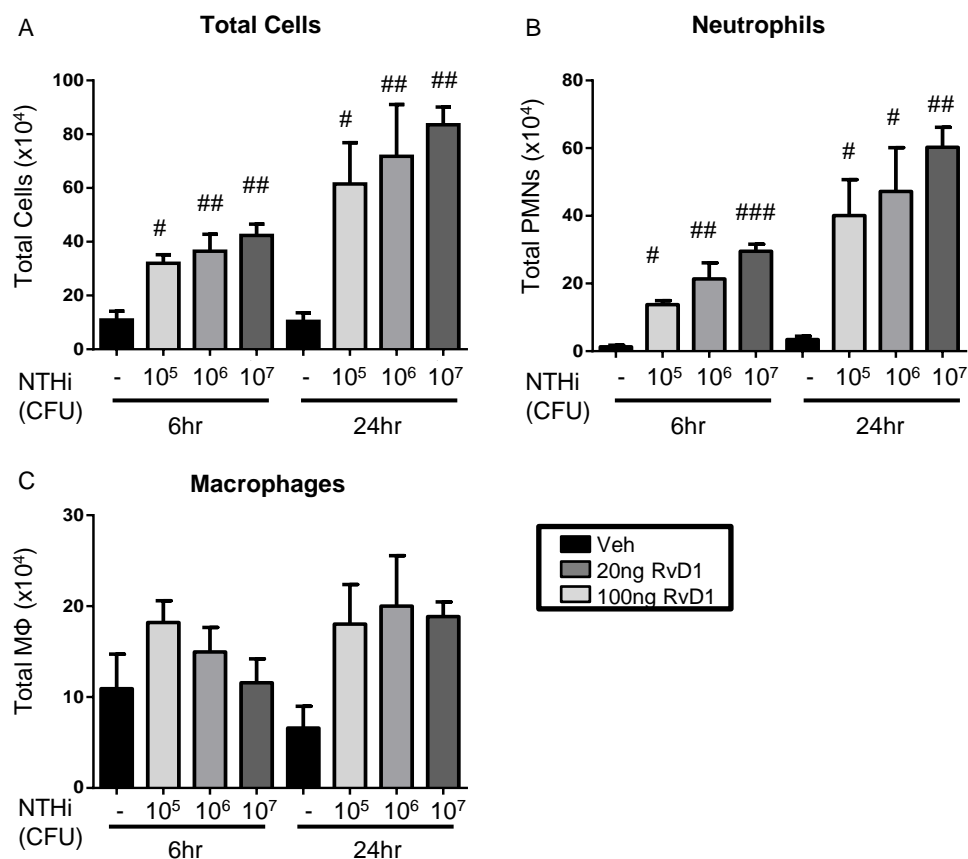 A
Total Cells
Total Cells (x10⁴)
100
80
60
40
20
0
# ## ## # ## ##
NTHi (CFU)
- 10⁵ 10⁶ 10⁷ - 10⁵ 10⁶ 10⁷
6hr 24hr
B
Neutrophils
Total PMNs (x10⁴)
80
60
40
20
0
# ## ### # # ##
NTHi (CFU)
- 10⁵ 10⁶ 10⁷ - 10⁵ 10⁶ 10⁷
6hr 24hr
C
Macrophages
Total MΦ (x10⁴)
30
20
10
0
NTHi (CFU)
- 10⁵ 10⁶ 10⁷ - 10⁵ 10⁶ 10⁷
6hr 24hr
Veh
20ng RvD1
100ng RvD1